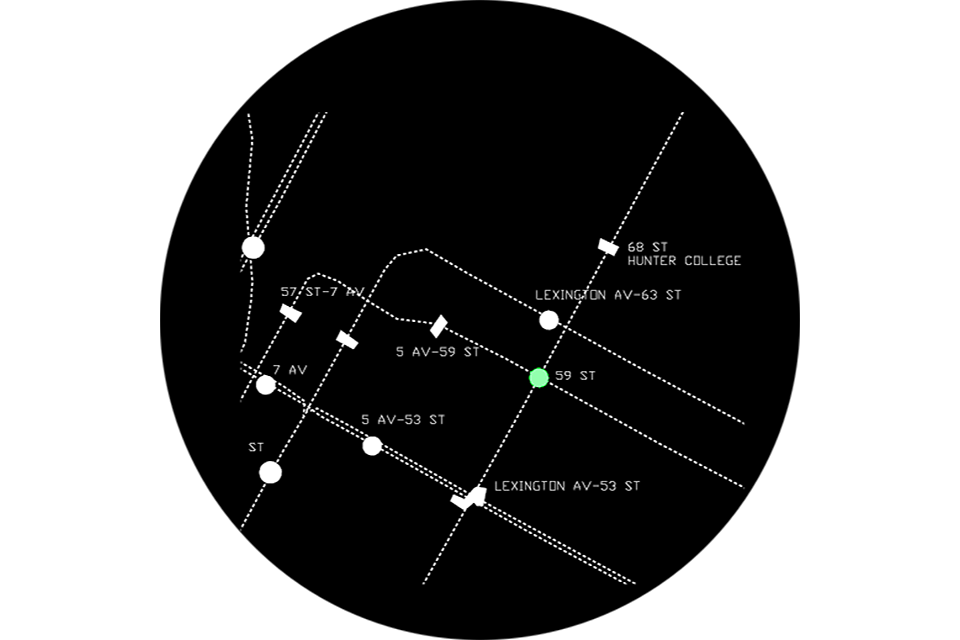 68 ST
HUNTER COLLEGE
57 ST-7 AV
LEXINGTON AV-63 ST
5 AV-59 ST
7 AV
59 ST
5 AV-53 ST
ST
LEXINGTON AV-53 ST